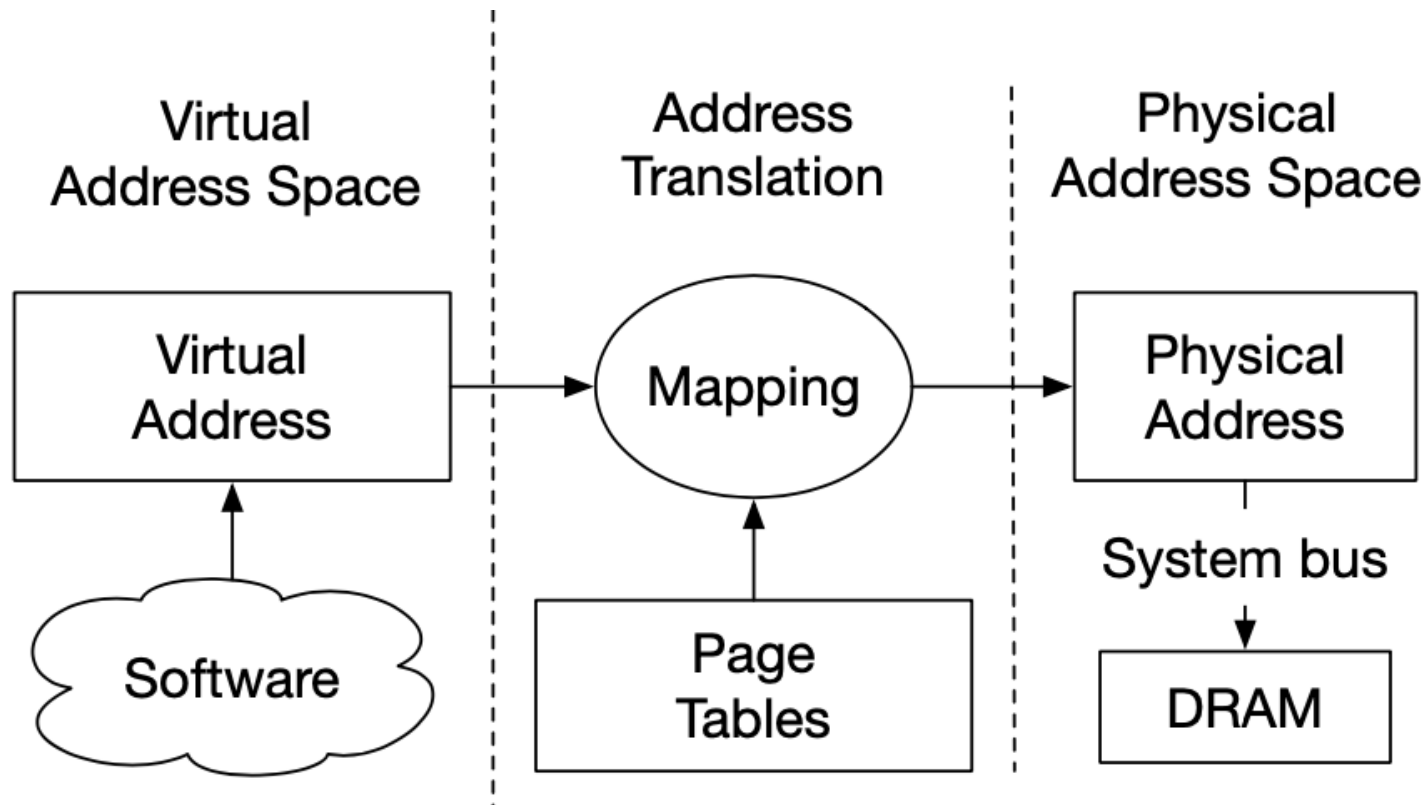 Virtual
Address Space
Address
Translation
Physical
Address Space
Virtual
Address
Mapping
Physical
Address
System bus
Software
Page
Tables
DRAM